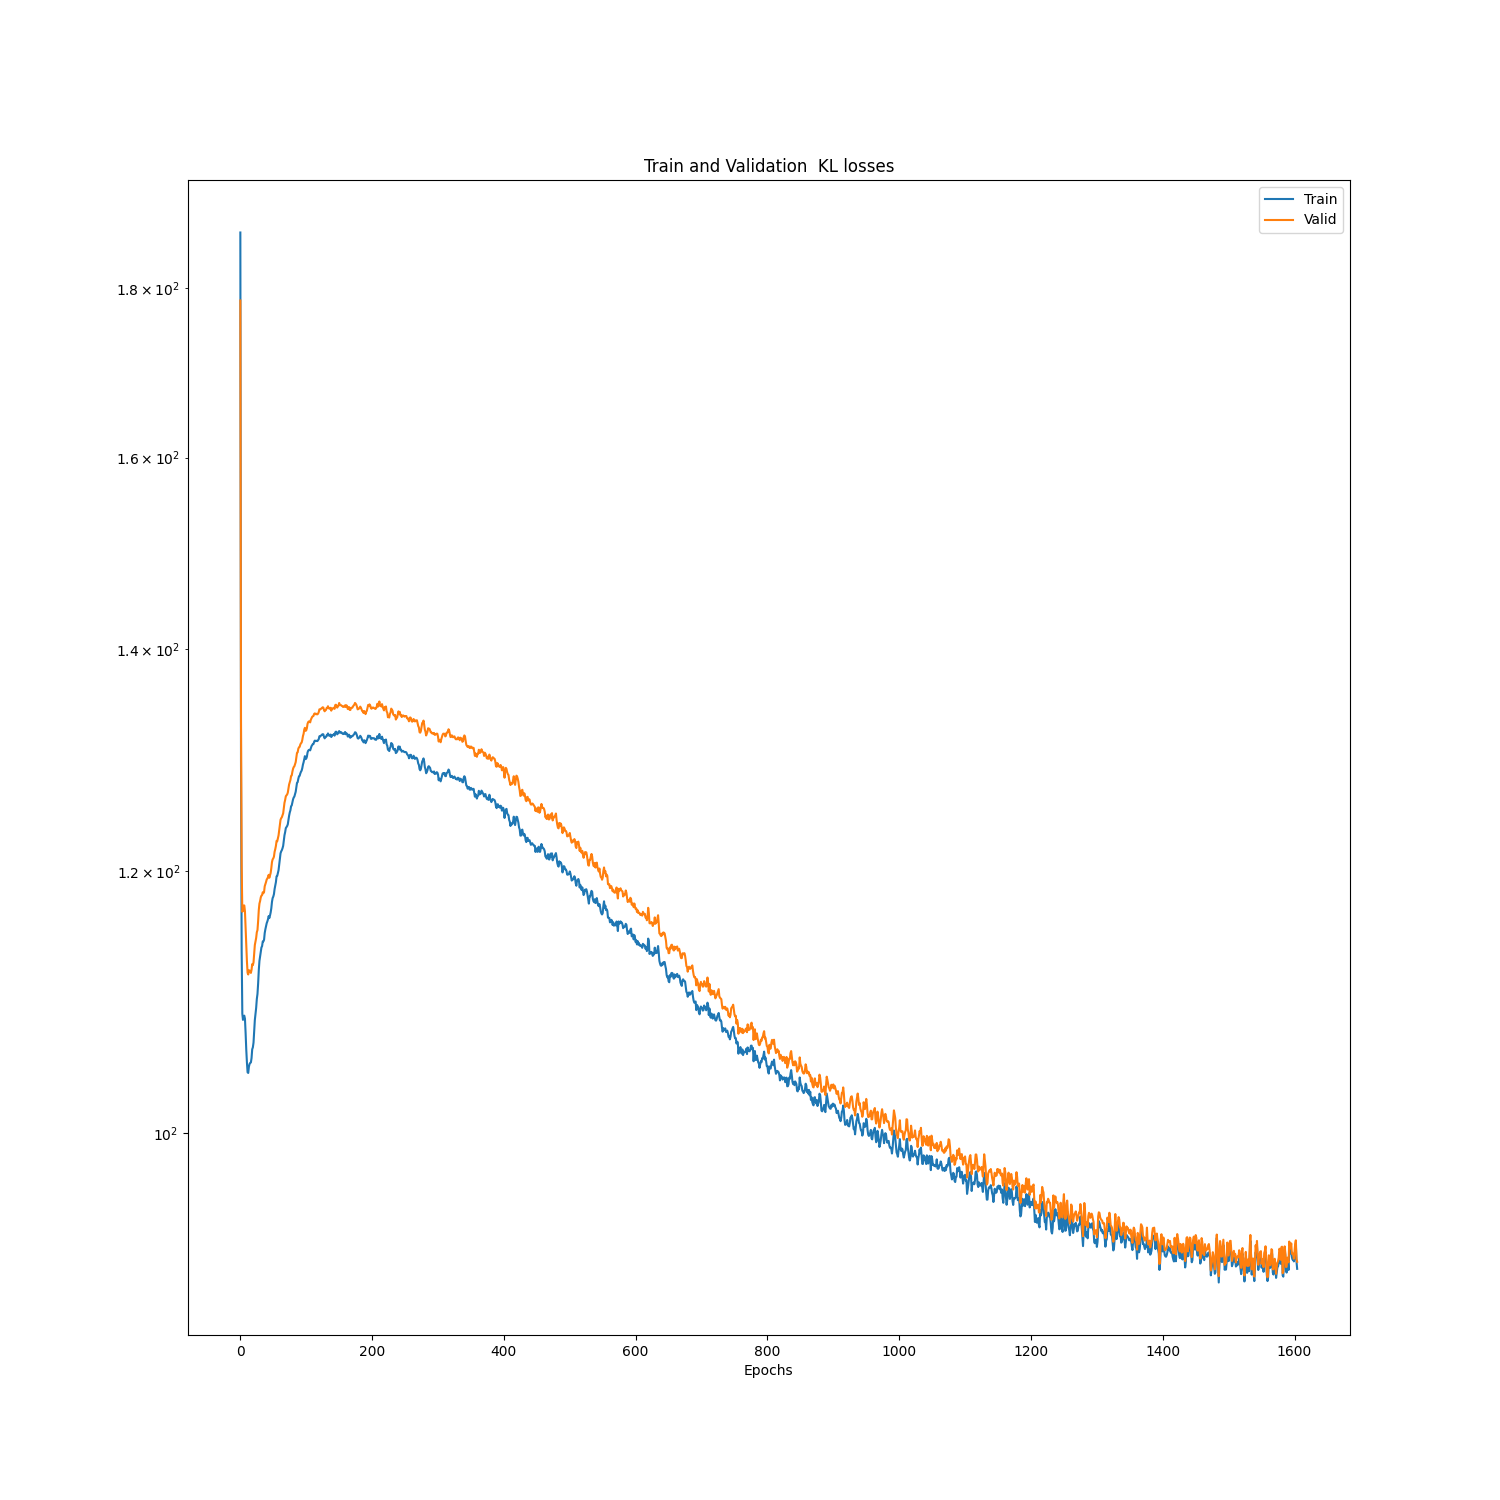 Train and Validation  KL losses
Train
Valid
1.8 × 10²
1.6 × 10²
1.4 × 10²
1.2 × 10²
10²
0 200 400 600 800 1000 1200 1400 1600
Epochs